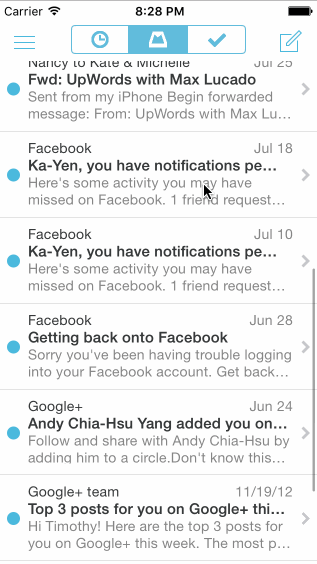 8:28 PM
Nancy to Kate & Michelle Jul 25
Fwd: UpWords with Max Lucado
Sent from my iPhone Begin forwarded
message: From: UpWords with Max Lu...
Facebook Jul 18
Ka-Yen, you have notifications pe...
Here's some activity you may have
missed on Facebook. 1 friend request...
Facebook Jul 10
Ka-Yen, you have notifications pe...
Here's some activity you may have
missed on Facebook. 1 friend request...
Facebook Jun 28
Getting back onto Facebook
Sorry you've been having trouble logging
into your Facebook account. Get back...
Google+ Jun 24
Andy Chia-Hsu Yang added you on...
Follow and share with Andy Chia-Hsu by
adding him to a circle.Don't know this...
Google+ team 11/19/12
Top 3 posts for you on Google+ thi...
Hi Timothy! Here are the top 3 posts for
you on Google+ this week. The most p...